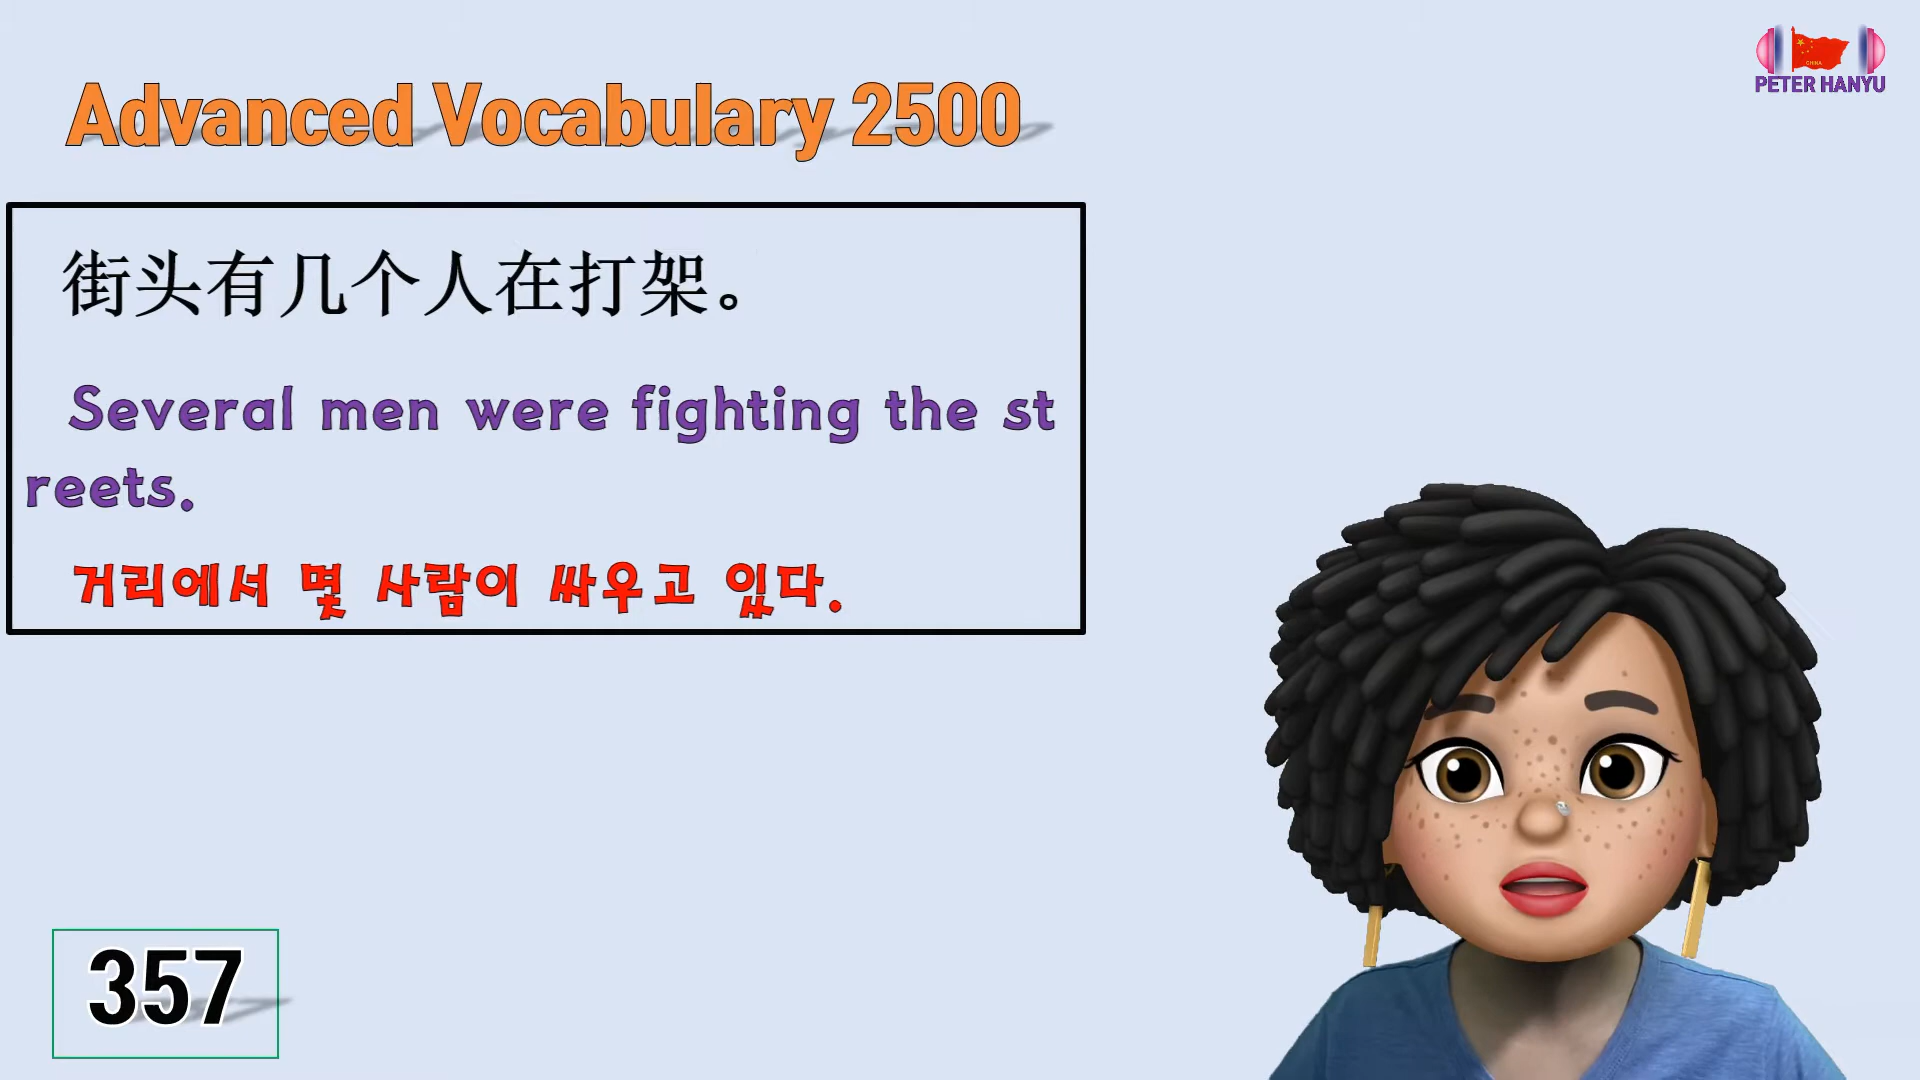 CHINA
PETER HANYU
Advanced Vocabulary 2500
街头有几个人在打架。
Several men were fighting the st
reets.
거리에서 몇 사람이 싸우고 있다.
357